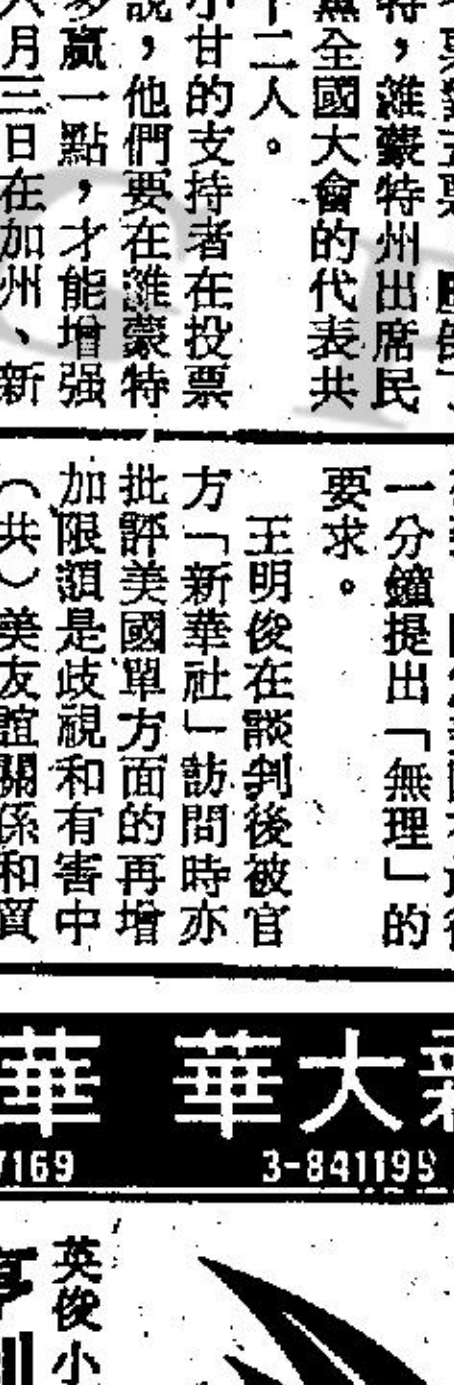 特，雖蒙特州出席民
黨全國大會的代表共
十二人。
小甘的支持者在投票
說，他們要在雖蒙特
多贏一點，才能增强
六月三日在加州、新
一分鐘提出「無理」的
要求。
王明俊在談判後被官
方「新華社」訪問時亦
批評美國單方面的再增
加限額是歧視和有害中
（共）美友誼關係和貿
新大華
3-841195
華
7169
英俊小